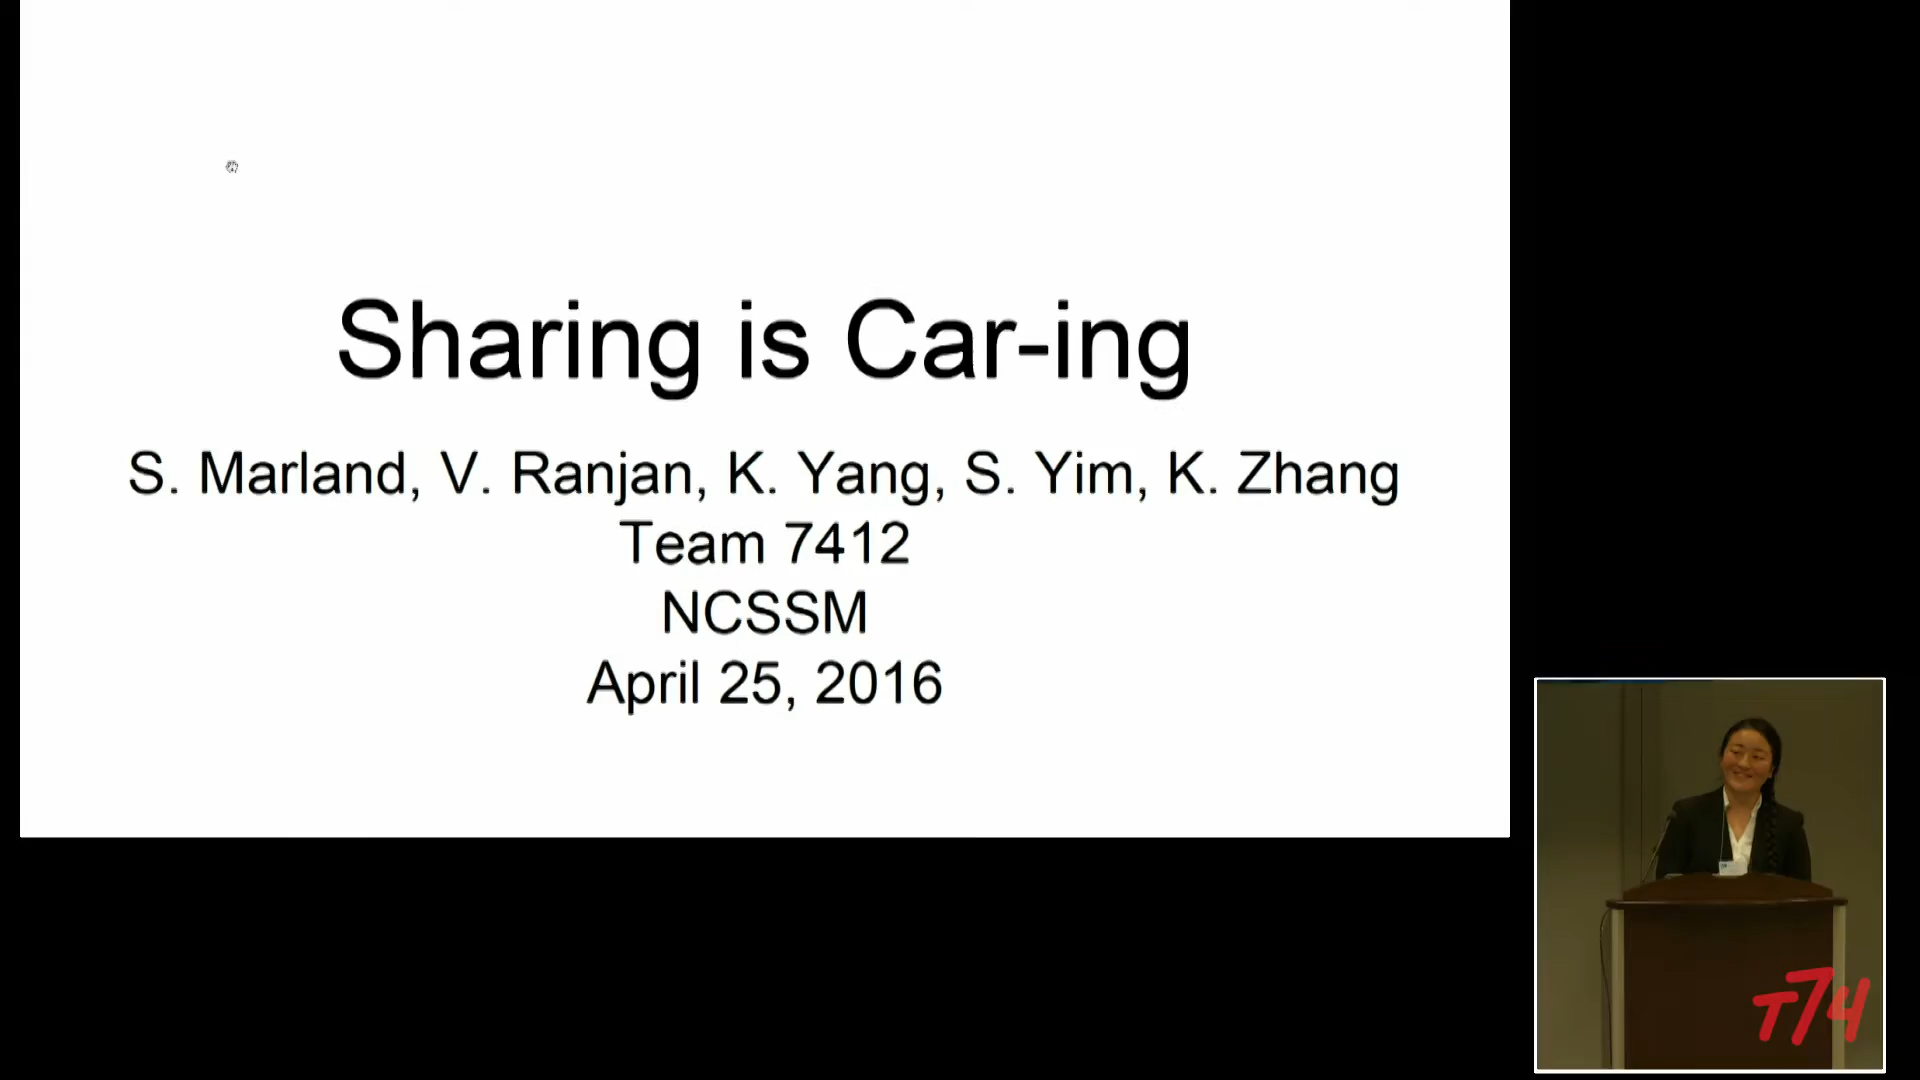 Sharing is Car-ing
S. Marland, V. Ranjan, K. Yang, S. Yim, K. Zhang
Team 7412
NCSSM
April 25, 2016
T74